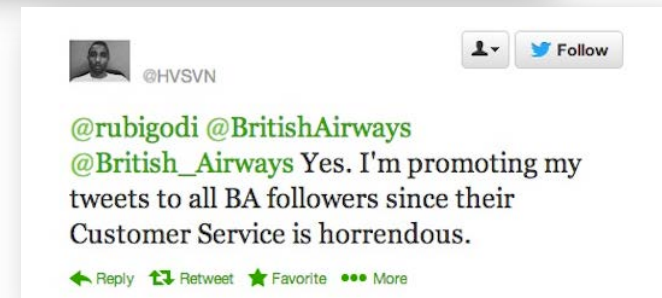 Follow
@HVSVN
@rubigodi @BritishAirways
@British_Airways Yes. I'm promoting my
tweets to all BA followers since their
Customer Service is horrendous.
Reply Retweet Favorite More